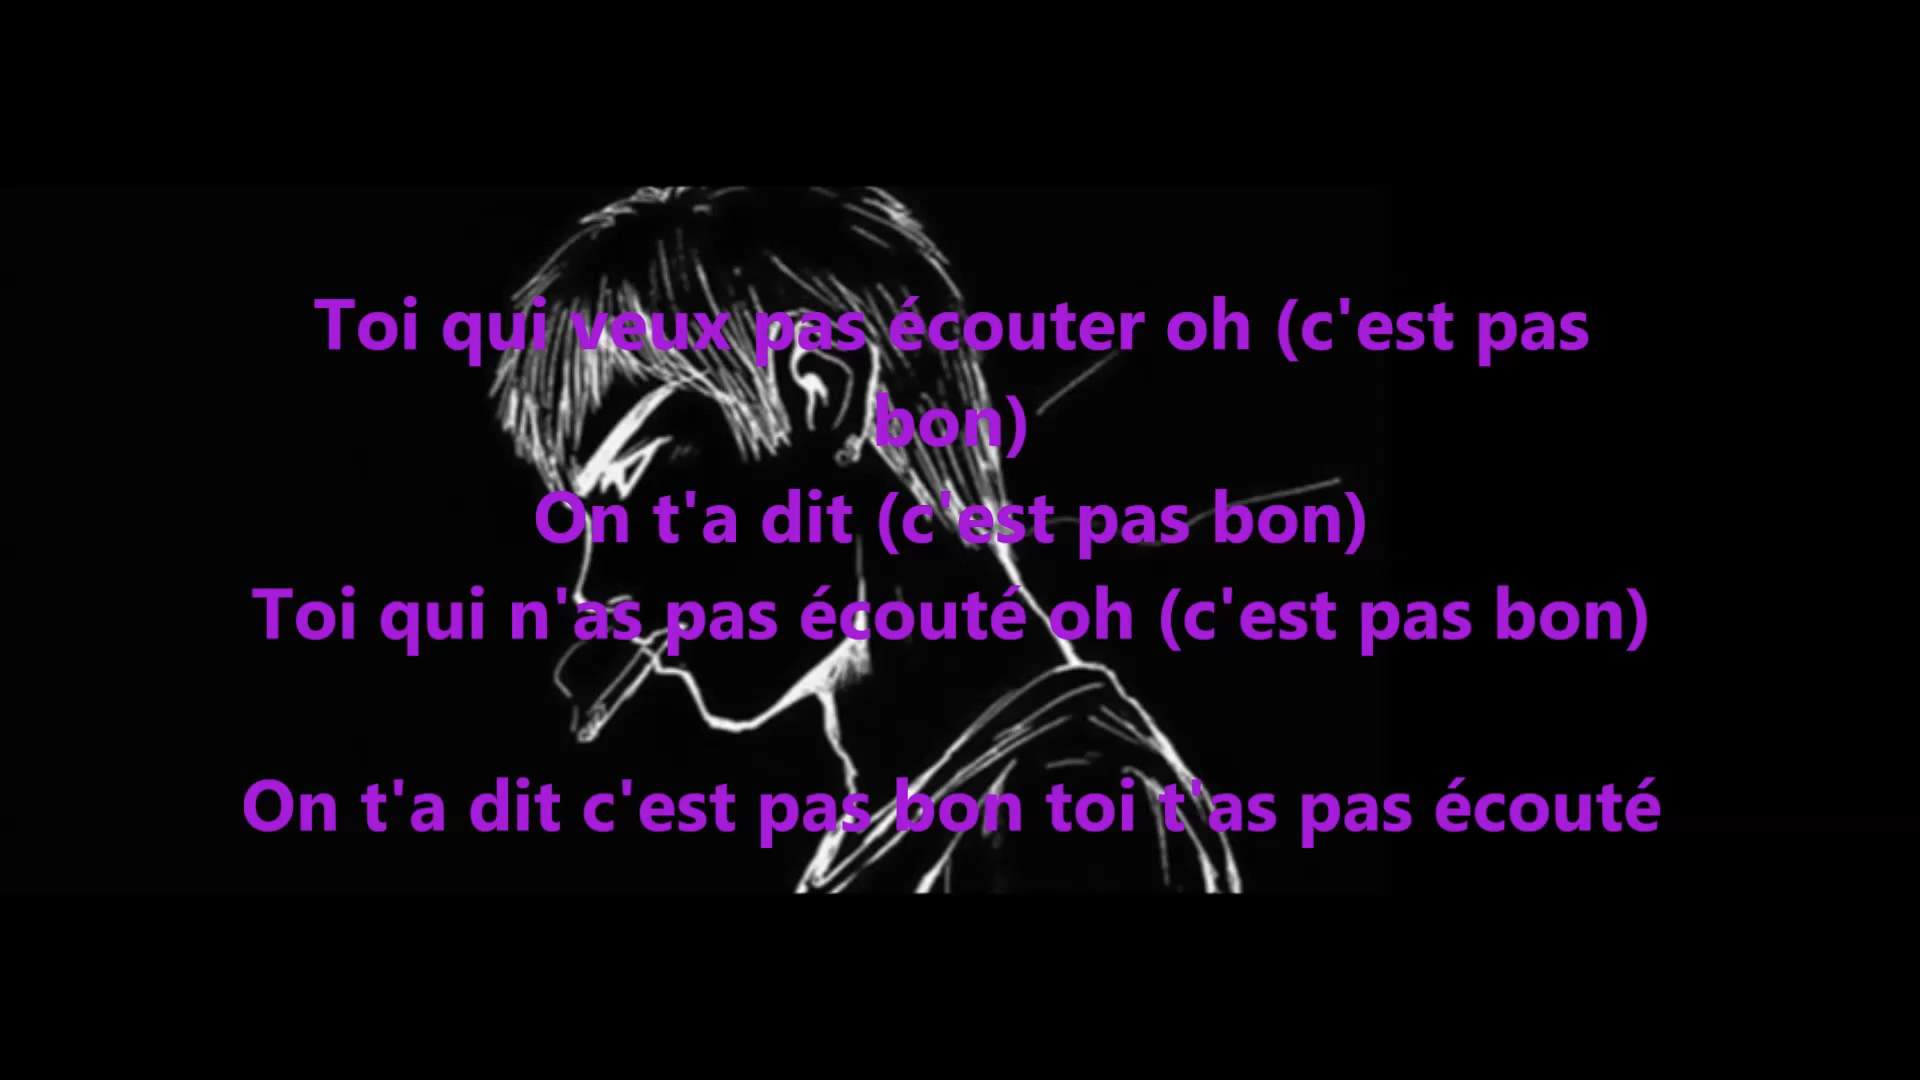 Toi qui veux pas écouter oh (c'est pas
bon)
On t'a dit (c'est pas bon)
Toi qui n'as pas écouté oh (c'est pas bon)
On t'a dit c'est pas bon toi t'as pas écouté